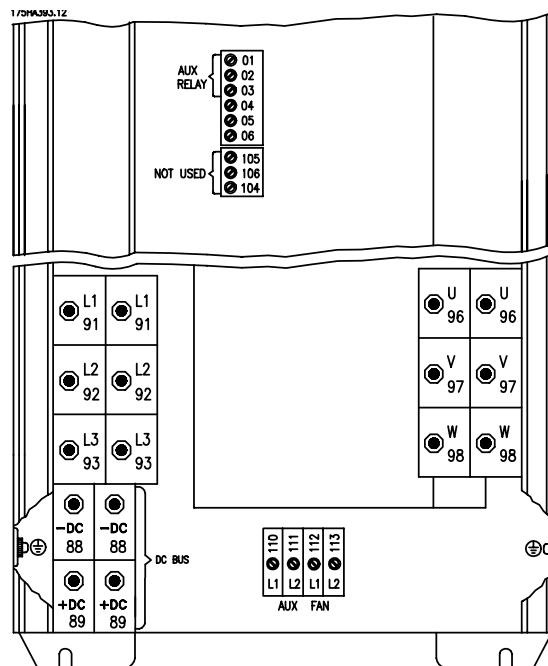 175HA393.12
AUX RELAY
01
02
03
04
05
06
NOT USED
105
106
104
L1 91
L1 91
U 96
U 96
L2 92
L2 92
V 97
V 97
L3 93
L3 93
W 98
W 98
–DC 88
–DC 88
+DC 89
+DC 89
DC BUS
110 111 112 113
L1 L2 L1 L2
AUX FAN